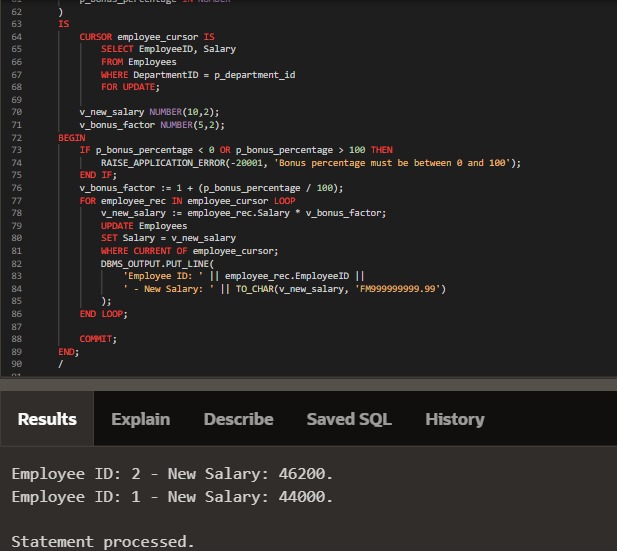 62 )
63 IS
64 CURSOR employee_cursor IS
65 SELECT EmployeeID, Salary
66 FROM Employees
67 WHERE DepartmentID = p_department_id
68 FOR UPDATE;
69
70 v_new_salary NUMBER(10,2);
71 v_bonus_factor NUMBER(5,2);
72 BEGIN
73 IF p_bonus_percentage < 0 OR p_bonus_percentage > 100 THEN
74 RAISE_APPLICATION_ERROR(-20001, 'Bonus percentage must be between 0 and 100');
75 END IF;
76 v_bonus_factor := 1 + (p_bonus_percentage / 100);
77 FOR employee_rec IN employee_cursor LOOP
78 v_new_salary := employee_rec.Salary * v_bonus_factor;
79 UPDATE Employees
80 SET Salary = v_new_salary
81 WHERE CURRENT OF employee_cursor;
82 DBMS_OUTPUT.PUT_LINE(
83 'Employee ID: ' || employee_rec.EmployeeID ||
84 ' - New Salary: ' || TO_CHAR(v_new_salary, 'FM999999999.99')
85 );
86 END LOOP;
87
88 COMMIT;
89 END;
90 /
Results Explain Describe Saved SQL History
Employee ID: 2 - New Salary: 46200.
Employee ID: 1 - New Salary: 44000.
Statement processed.